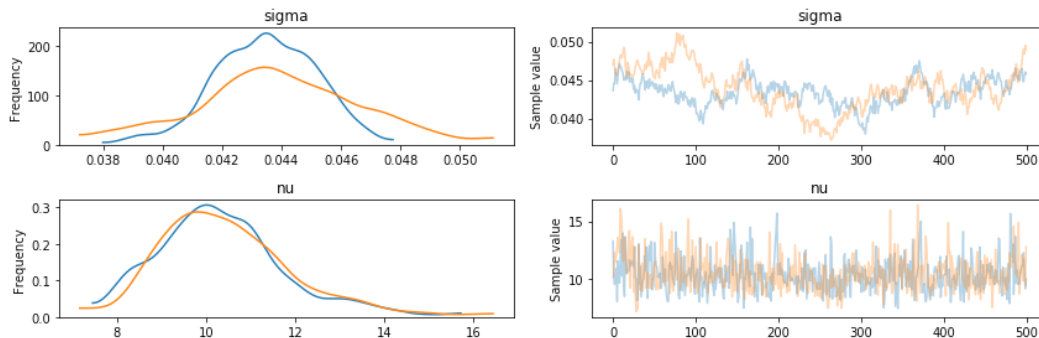 sigma
Frequency
200
100
0
0.038 0.040 0.042 0.044 0.046 0.048 0.050
sigma
Sample value
0.050
0.045
0.040
0 100 200 300 400 500
nu
Frequency
0.3
0.2
0.1
0.0
8 10 12 14 16
nu
Sample value
15
10
0 100 200 300 400 500